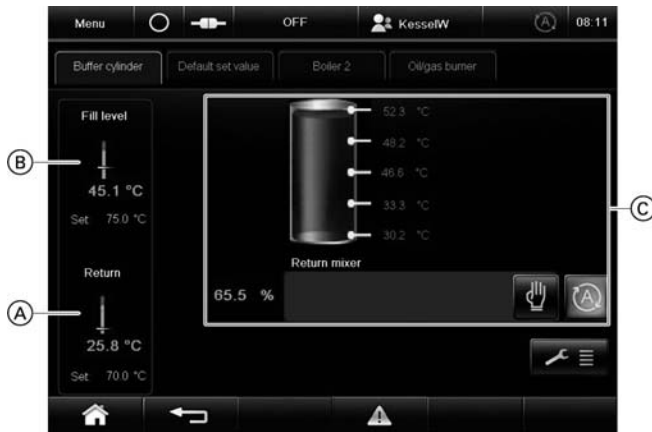 Menu OFF KesselW A 08:11
Buffer cylinder Default set value Boiler 2 Oil/gas burner
Fill level
B
45.1 °C
Set 75.0 °C
Return
A
25.8 °C
Set 70.0 °C
52.3 °C
48.2 °C
46.6 °C
33.3 °C
30.2 °C
Return mixer
65.5 % A
C